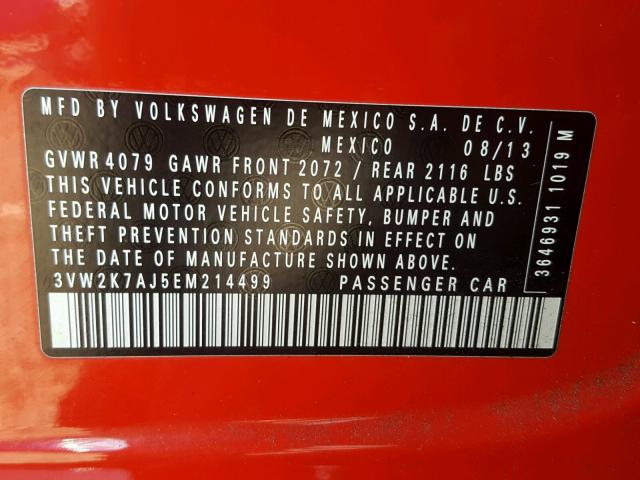 MFD BY VOLKSWAGEN DE MEXICO S.A. DE C.V.
MEXICO 08/13
GVWR4079 GAWR FRONT 2072 / REAR 2116 LBS
THIS VEHICLE CONFORMS TO ALL APPLICABLE U.S.
FEDERAL MOTOR VEHICLE SAFETY, BUMPER AND
THEFT PREVENTION STANDARDS IN EFFECT ON
THE DATE OF MANUFACTURE SHOWN ABOVE.
3VW2K7AJ5EM214499 PASSENGER CAR
3646931 1019 M